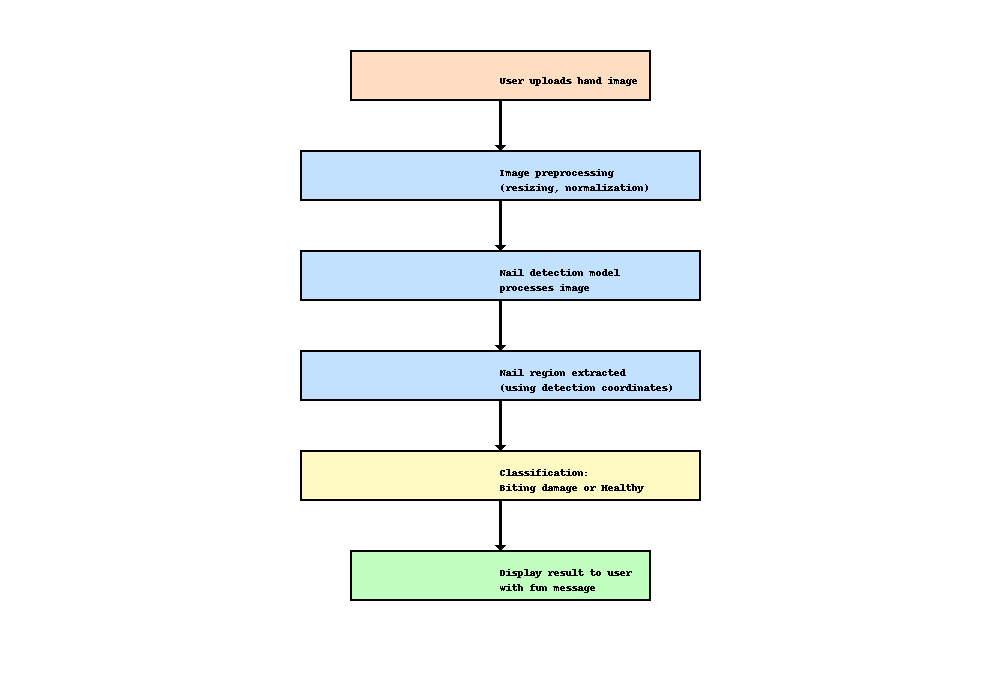 User uploads hand image
Image preprocessing
(resizing, normalization)
Nail detection model
processes image
Nail region extracted
(using detection coordinates)
Classification:
Biting damage or Healthy
Display result to user
with fun message